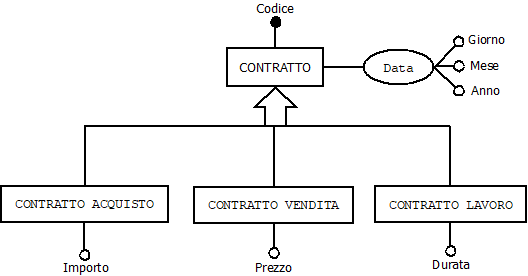 Codice
CONTRATTO
Data
Giorno
Mese
Anno
CONTRATTO ACQUISTO
CONTRATTO VENDITA
CONTRATTO LAVORO
Importo
Prezzo
Durata